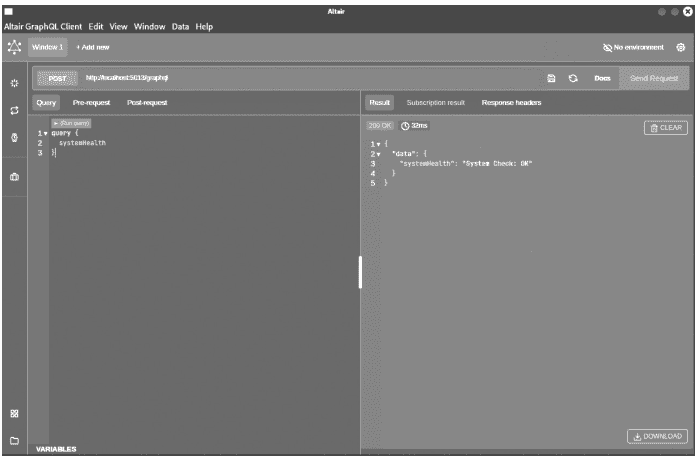 Altair
Altair GraphQL Client Edit View Window Data Help
Window 1 + Add new No environment
POST http://localhost:5013/graphql Docs Send Request
Query Pre-request Post-request
Result Subscription result Response headers
(Run query)
1 query {
2 systemHealth
3 }
200 OK 32ms CLEAR
1 {
2 "data": {
3 "systemHealth": "System Check: OK"
4 }
5 }
DOWNLOAD
VARIABLES